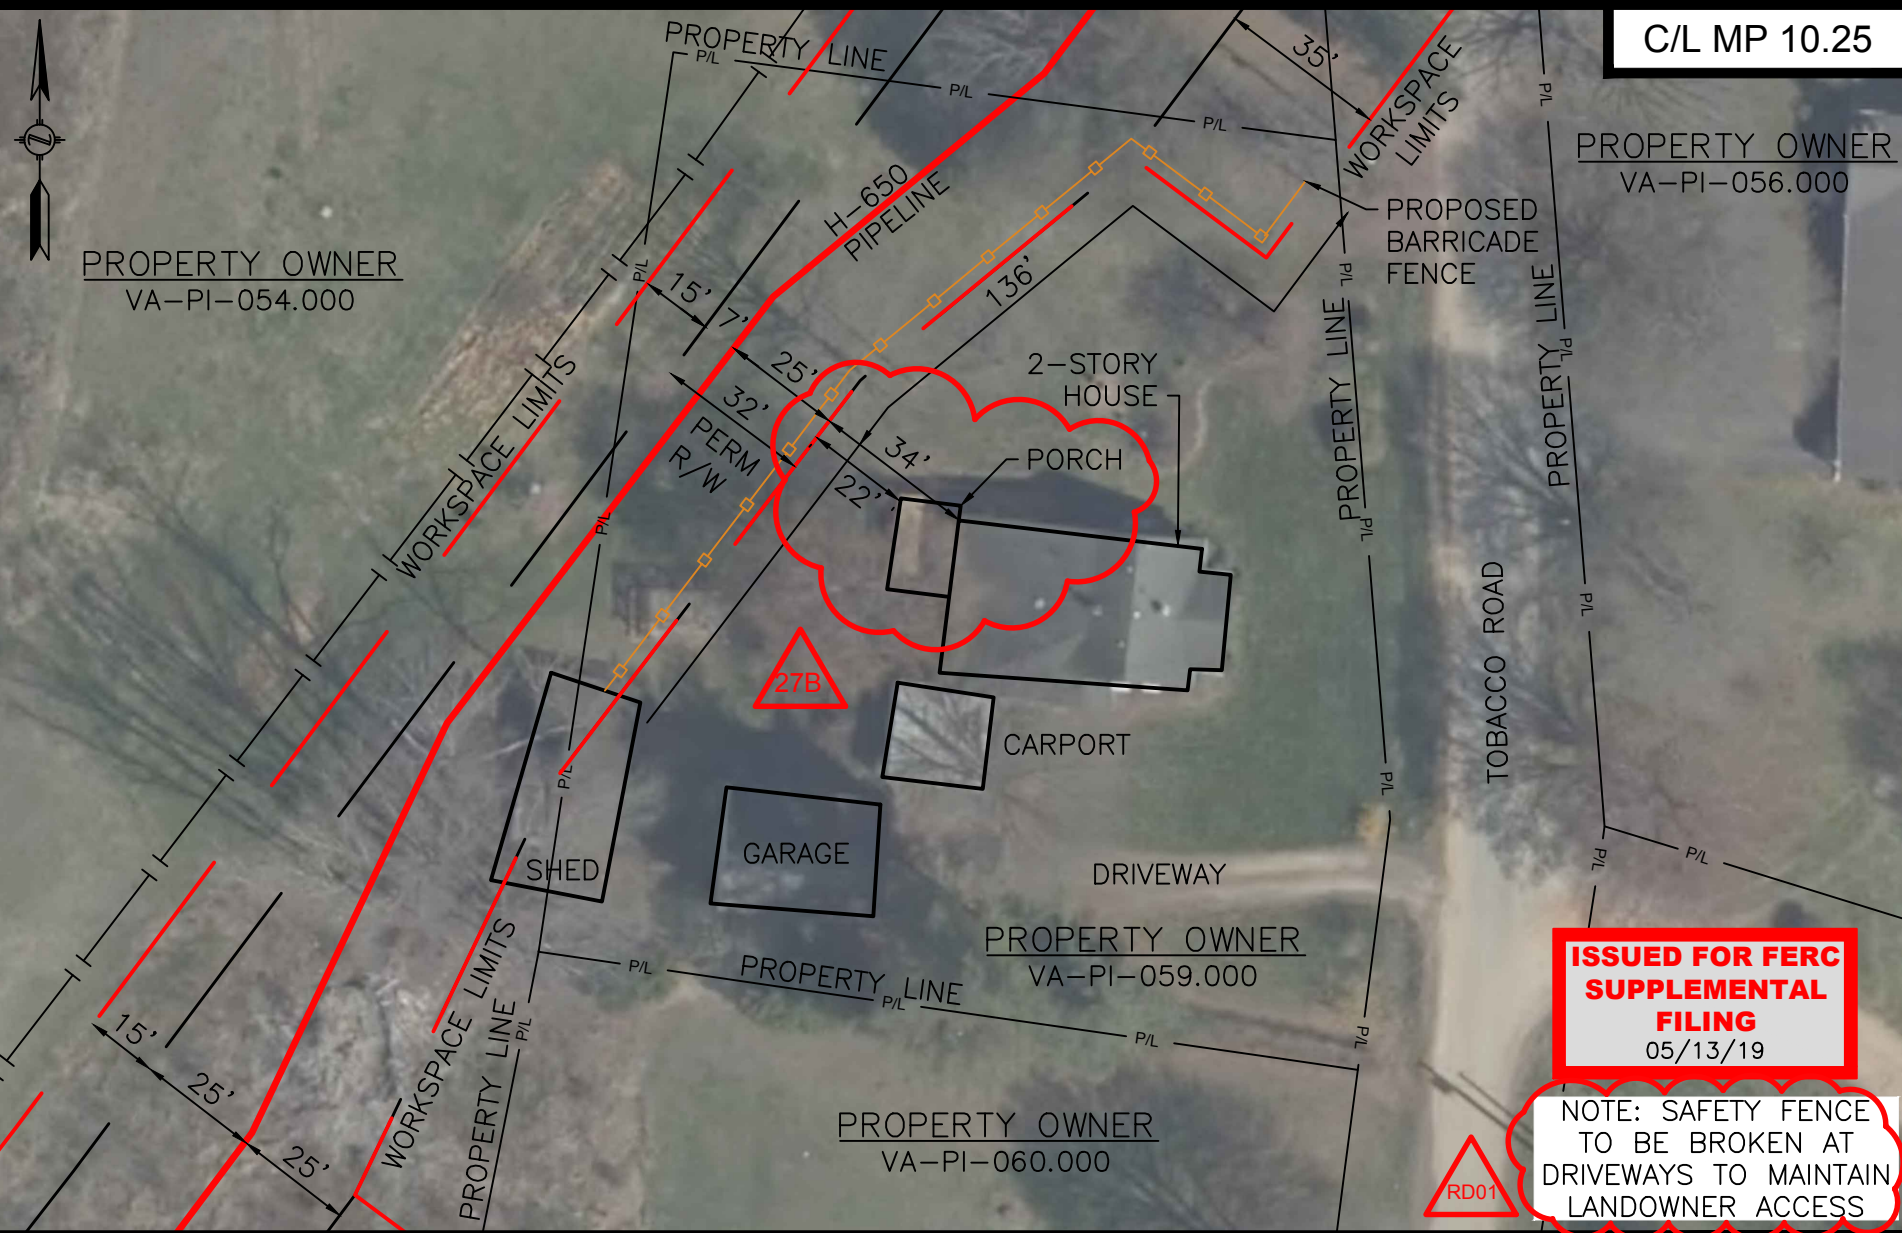 C/L MP 10.25
PROPERTY LINE
P/L
P/L
P/L
P/L
35'
WORKSPACE
LIMITS
PROPERTY OWNER
VA-PI-056.000
H-650
PIPELINE
PROPOSED
BARRICADE
FENCE
PROPERTY OWNER
VA-PI-054.000
P/L
15'
7'
136'
P/L
PROPERTY LINE
P/L
PROPERTY LINE
25'
32'
PERM
R/W
2-STORY
HOUSE
34'
22'
PORCH
WORKSPACE LIMITS
P/L
P/L
P/L
TOBACCO ROAD
27B
CARPORT
P/L
P/L
SHED
GARAGE
DRIVEWAY
P/L
P/L
PROPERTY OWNER
VA-PI-059.000
WORKSPACE LIMITS
PROPERTY LINE
P/L
P/L
PROPERTY LINE
P/L
P/L
P/L
15'
25'
25'
PROPERTY OWNER
VA-PI-060.000
ISSUED FOR FERC
SUPPLEMENTAL
FILING
05/13/19
RD01
NOTE: SAFETY FENCE
TO BE BROKEN AT
DRIVEWAYS TO MAINTAIN
LANDOWNER ACCESS